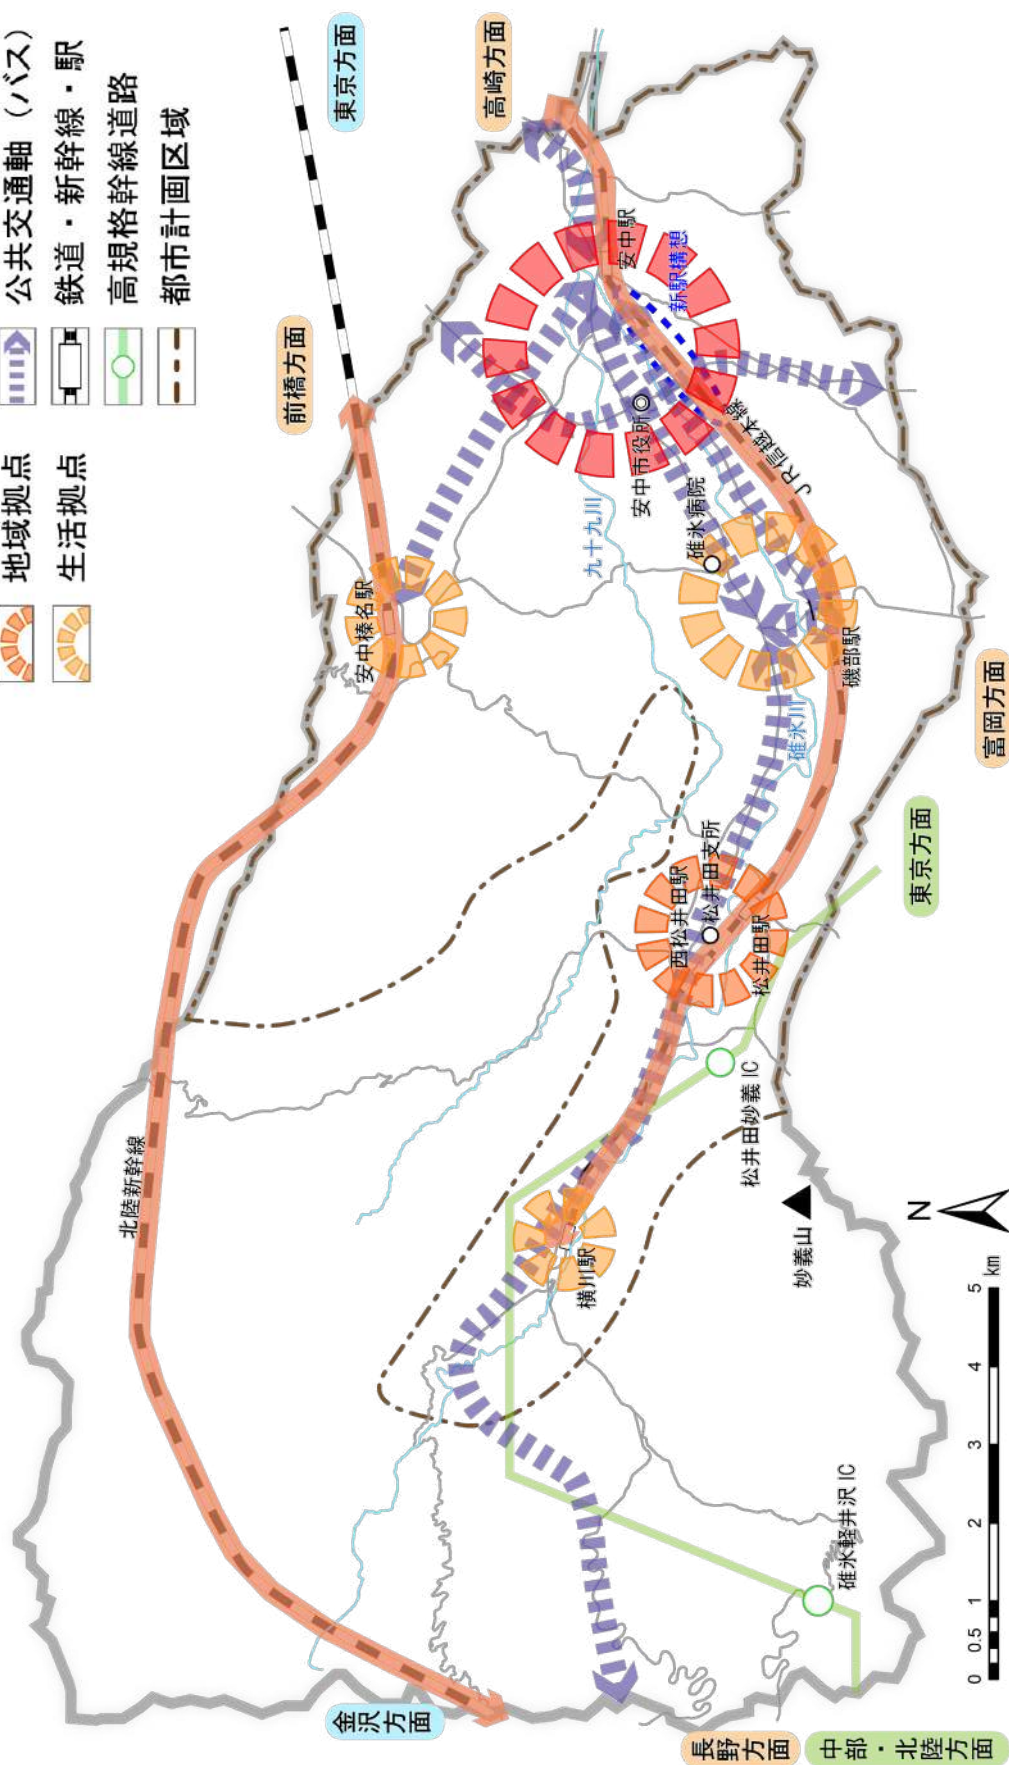 地域拠点
生活拠点
公共交通軸（バス）
鉄道・新幹線・駅
高規格幹線道路
都市計画区域
北陸新幹線
安中榛名駅
前橋方面
東京方面
高崎方面
九十九川
安中市役所
安中駅
新駅構想
碓氷病院
JR信越本線
磯部駅
碓氷川
西松井田駅
松井田支所
松井田駅
松井田妙義IC
横川駅
妙義山
碓氷軽井沢IC
富岡方面
東京方面
金沢方面
長野方面
中部・北陸方面
N
0 0.5 1 2 3 4 5 km